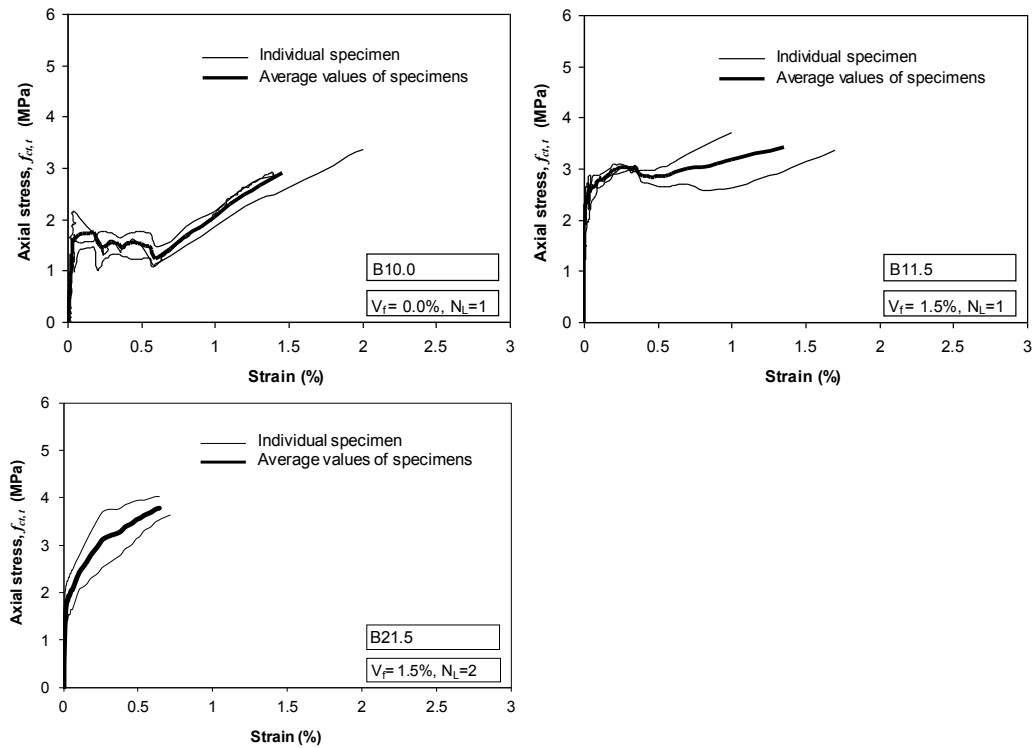 6
5
4
3
2
1
0
Axial stress, fct,t (MPa)
Individual specimen
Average values of specimens
B10.0
Vf = 0.0%, NL=1
0 0.5 1 1.5 2 2.5 3
Strain (%)
6
5
4
3
2
1
0
Axial stress, fct,t (MPa)
Individual specimen
Average values of specimens
B11.5
Vf = 1.5%, NL=1
0 0.5 1 1.5 2 2.5 3
Strain (%)
6
5
4
3
2
1
0
Axial stress, fct,t (MPa)
Individual specimen
Average values of specimens
B21.5
Vf = 1.5%, NL=2
0 0.5 1 1.5 2 2.5 3
Strain (%)